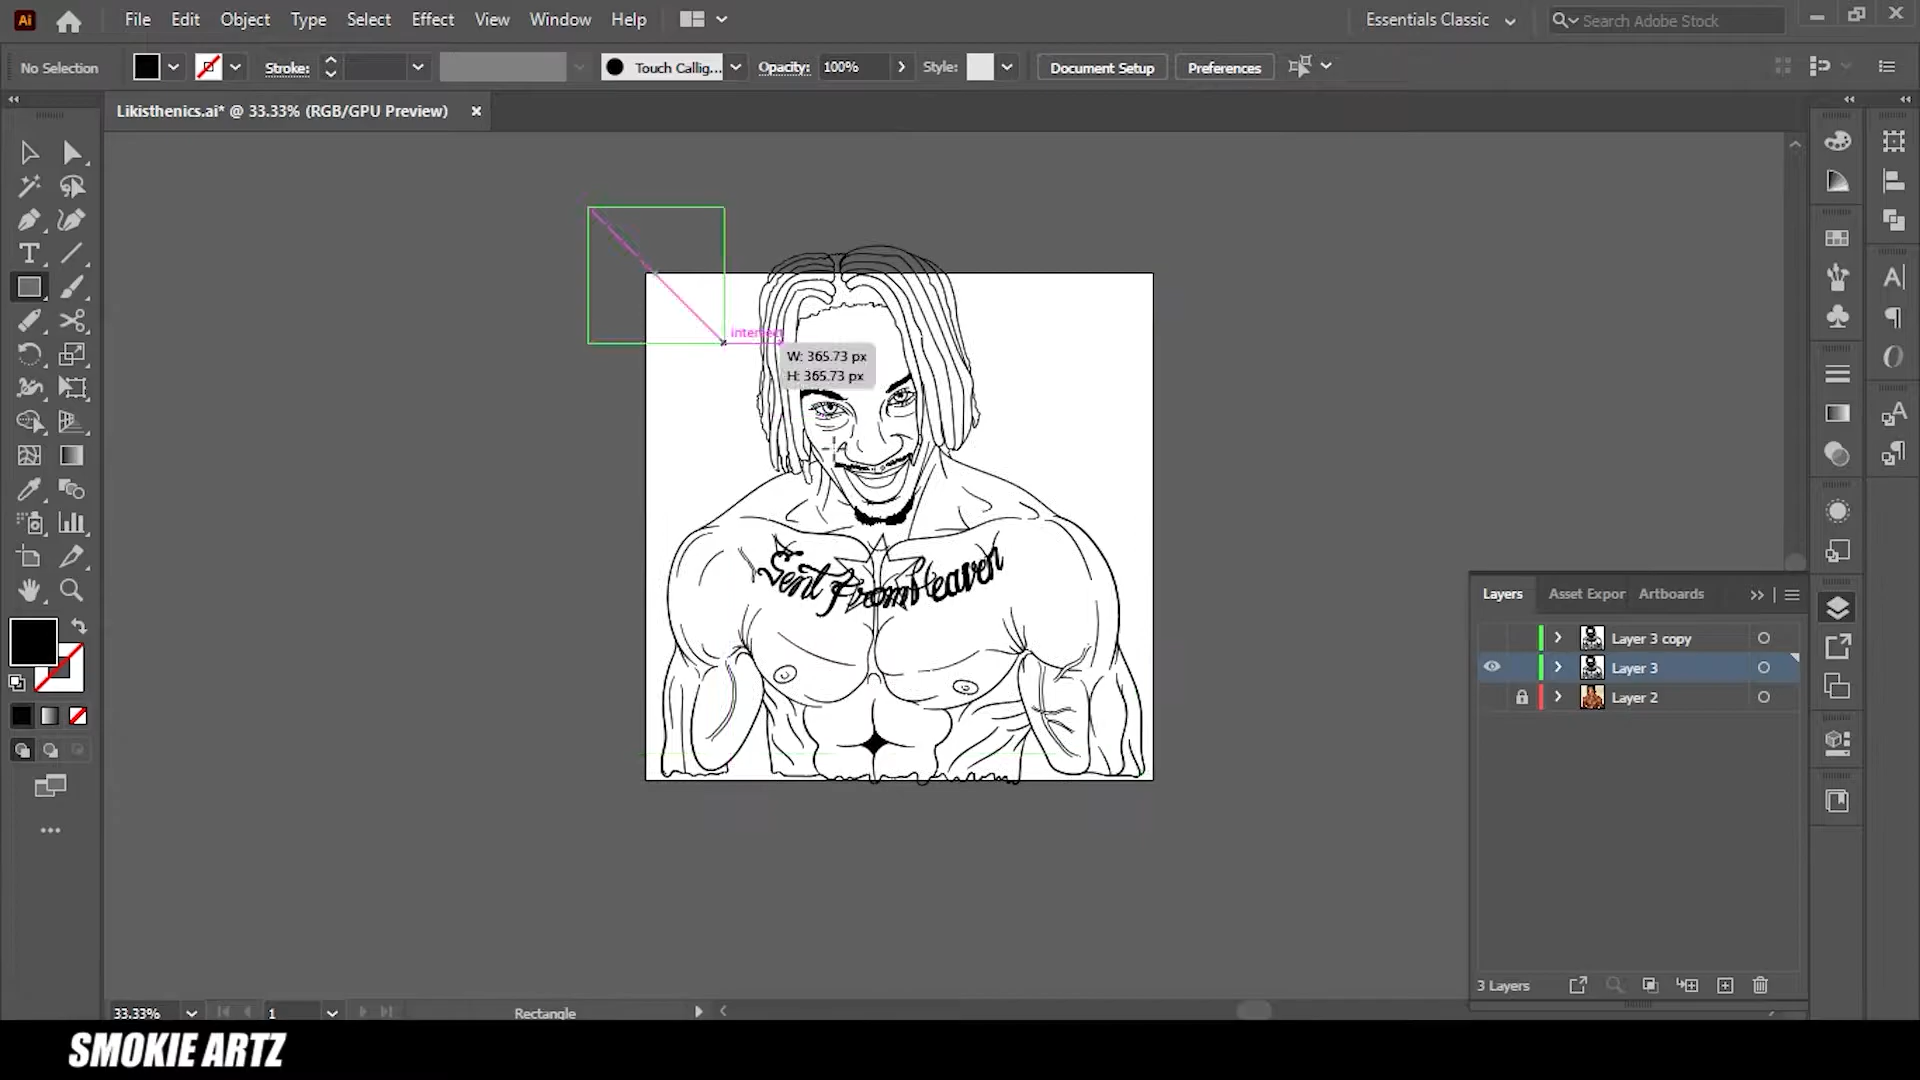 Ai File Edit Object Type Select Effect View Window Help Essentials Classic Search Adobe Stock
No Selection Stroke: Touch Callig... Opacity: 100% Style: Document Setup Preferences
Likisthenics.ai* @ 33.33% (RGB/GPU Preview)
intersect
W: 365.73 px
H: 365.73 px
Sent From Heaven
Layers Asset Expor Artboards
Layer 3 copy
Layer 3
Layer 2
3 Layers
33.33% 1 Rectangle
SMOKIE ARTZ